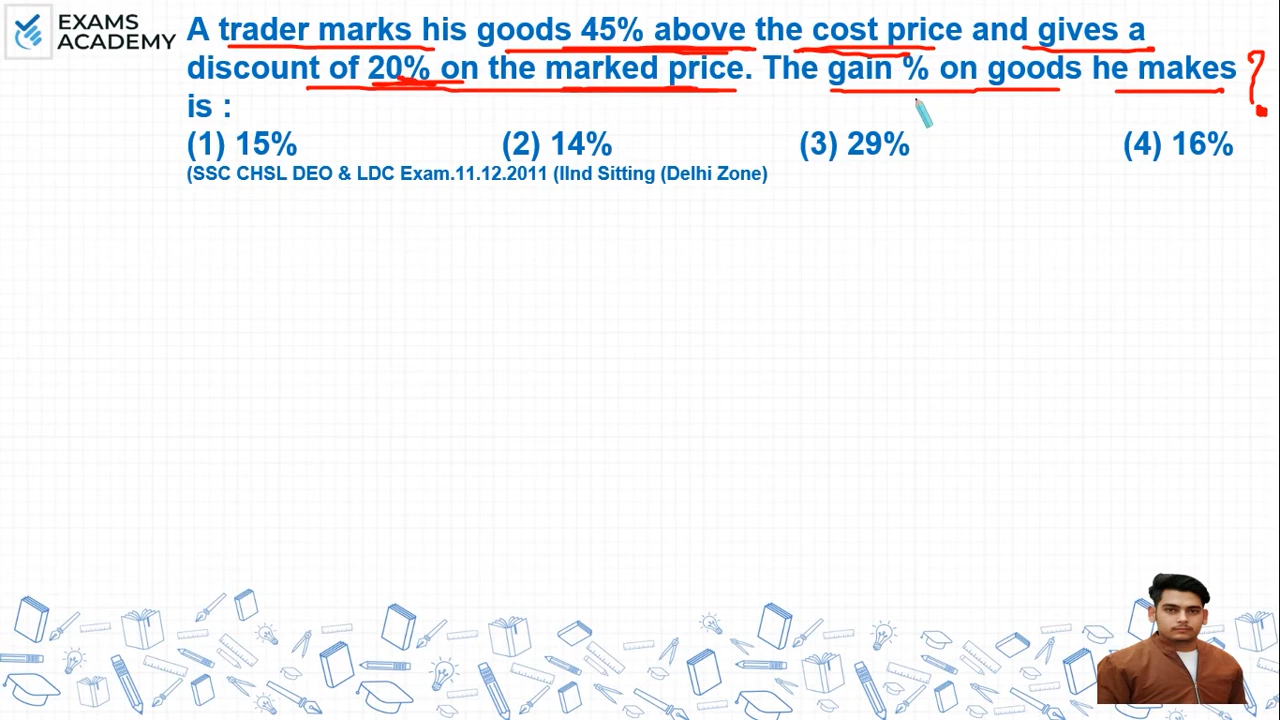 EXAMS
ACADEMY
A trader marks his goods 45% above the cost price and gives a
discount of 20% on the marked price. The gain % on goods he makes
is :
(1) 15% (2) 14% (3) 29% (4) 16%
(SSC CHSL DEO & LDC Exam.11.12.2011 (IInd Sitting (Delhi Zone)
?